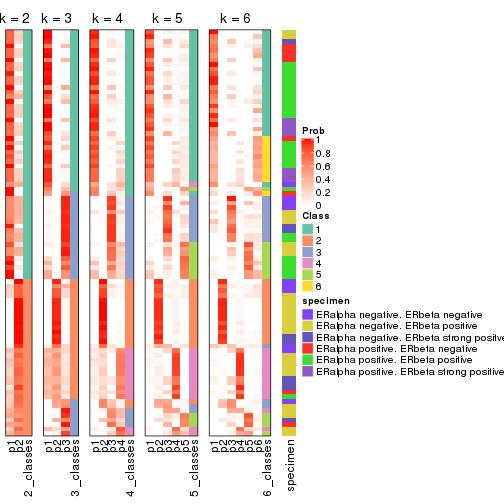 k = 2
k = 3
k = 4
k = 5
k = 6
Prob
1
0.8
0.6
0.4
0.2
0
Class
1
2
3
4
5
6
specimen
ERalpha negative. ERbeta negative
ERalpha negative. ERbeta positive
ERalpha negative. ERbeta strong positive
ERalpha positive. ERbeta negative
ERalpha positive. ERbeta positive
ERalpha positive. ERbeta strong positive
p1
p2
2_classes
p1
p2
p3
3_classes
p1
p2
p3
p4
4_classes
p1
p2
p3
p4
p5
5_classes
p1
p2
p3
p4
p5
p6
6_classes
specimen